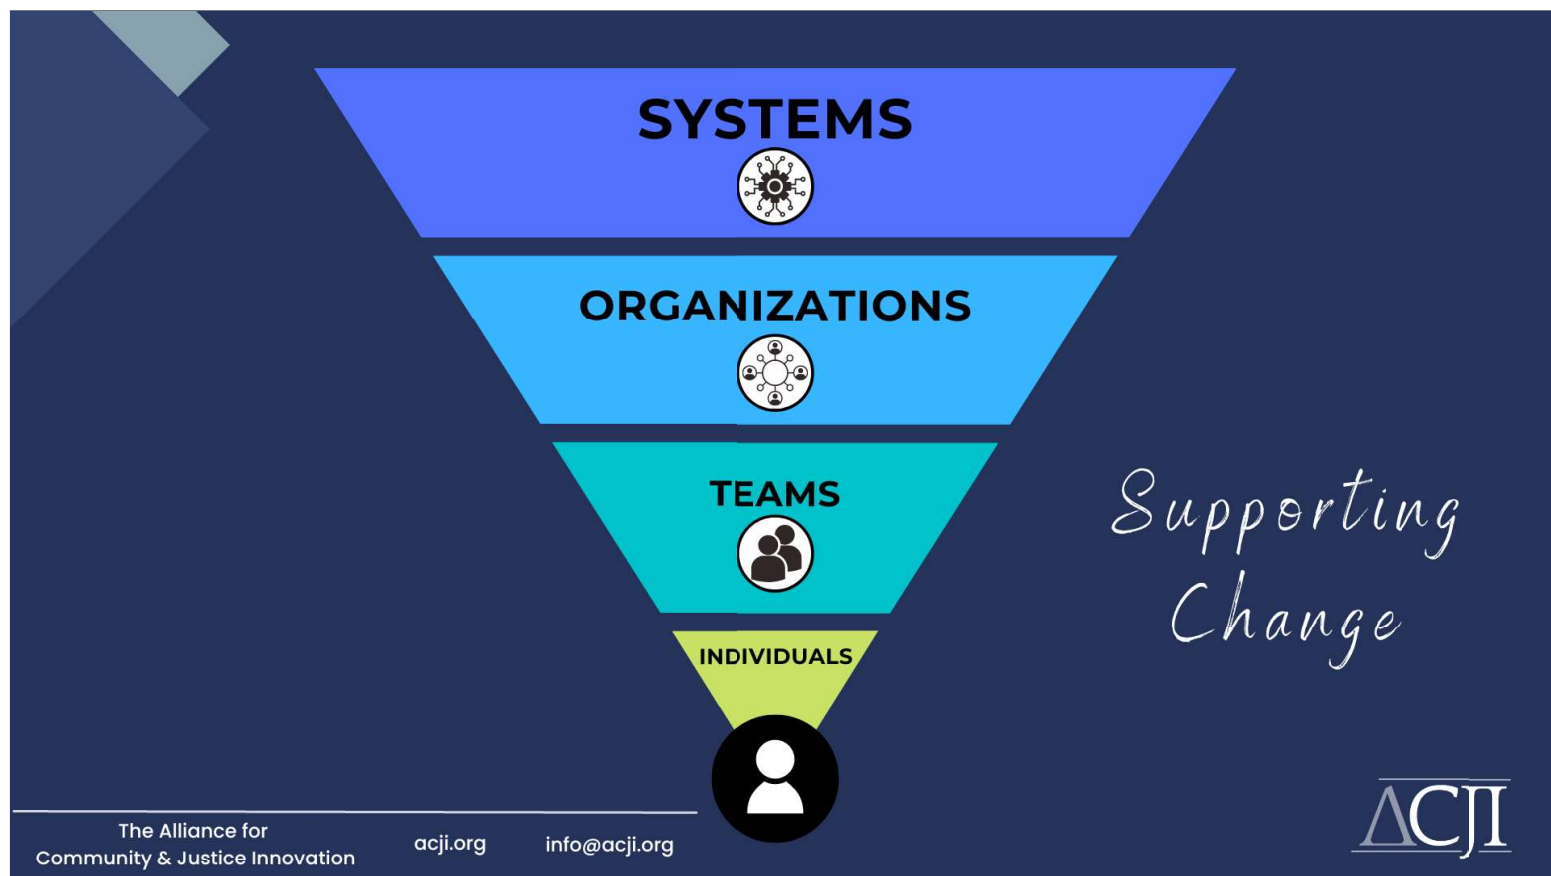 SYSTEMS
ORGANIZATIONS
TEAMS
INDIVIDUALS
Supporting
Change
The Alliance for
Community & Justice Innovation
acji.org
info@acji.org
ACJI